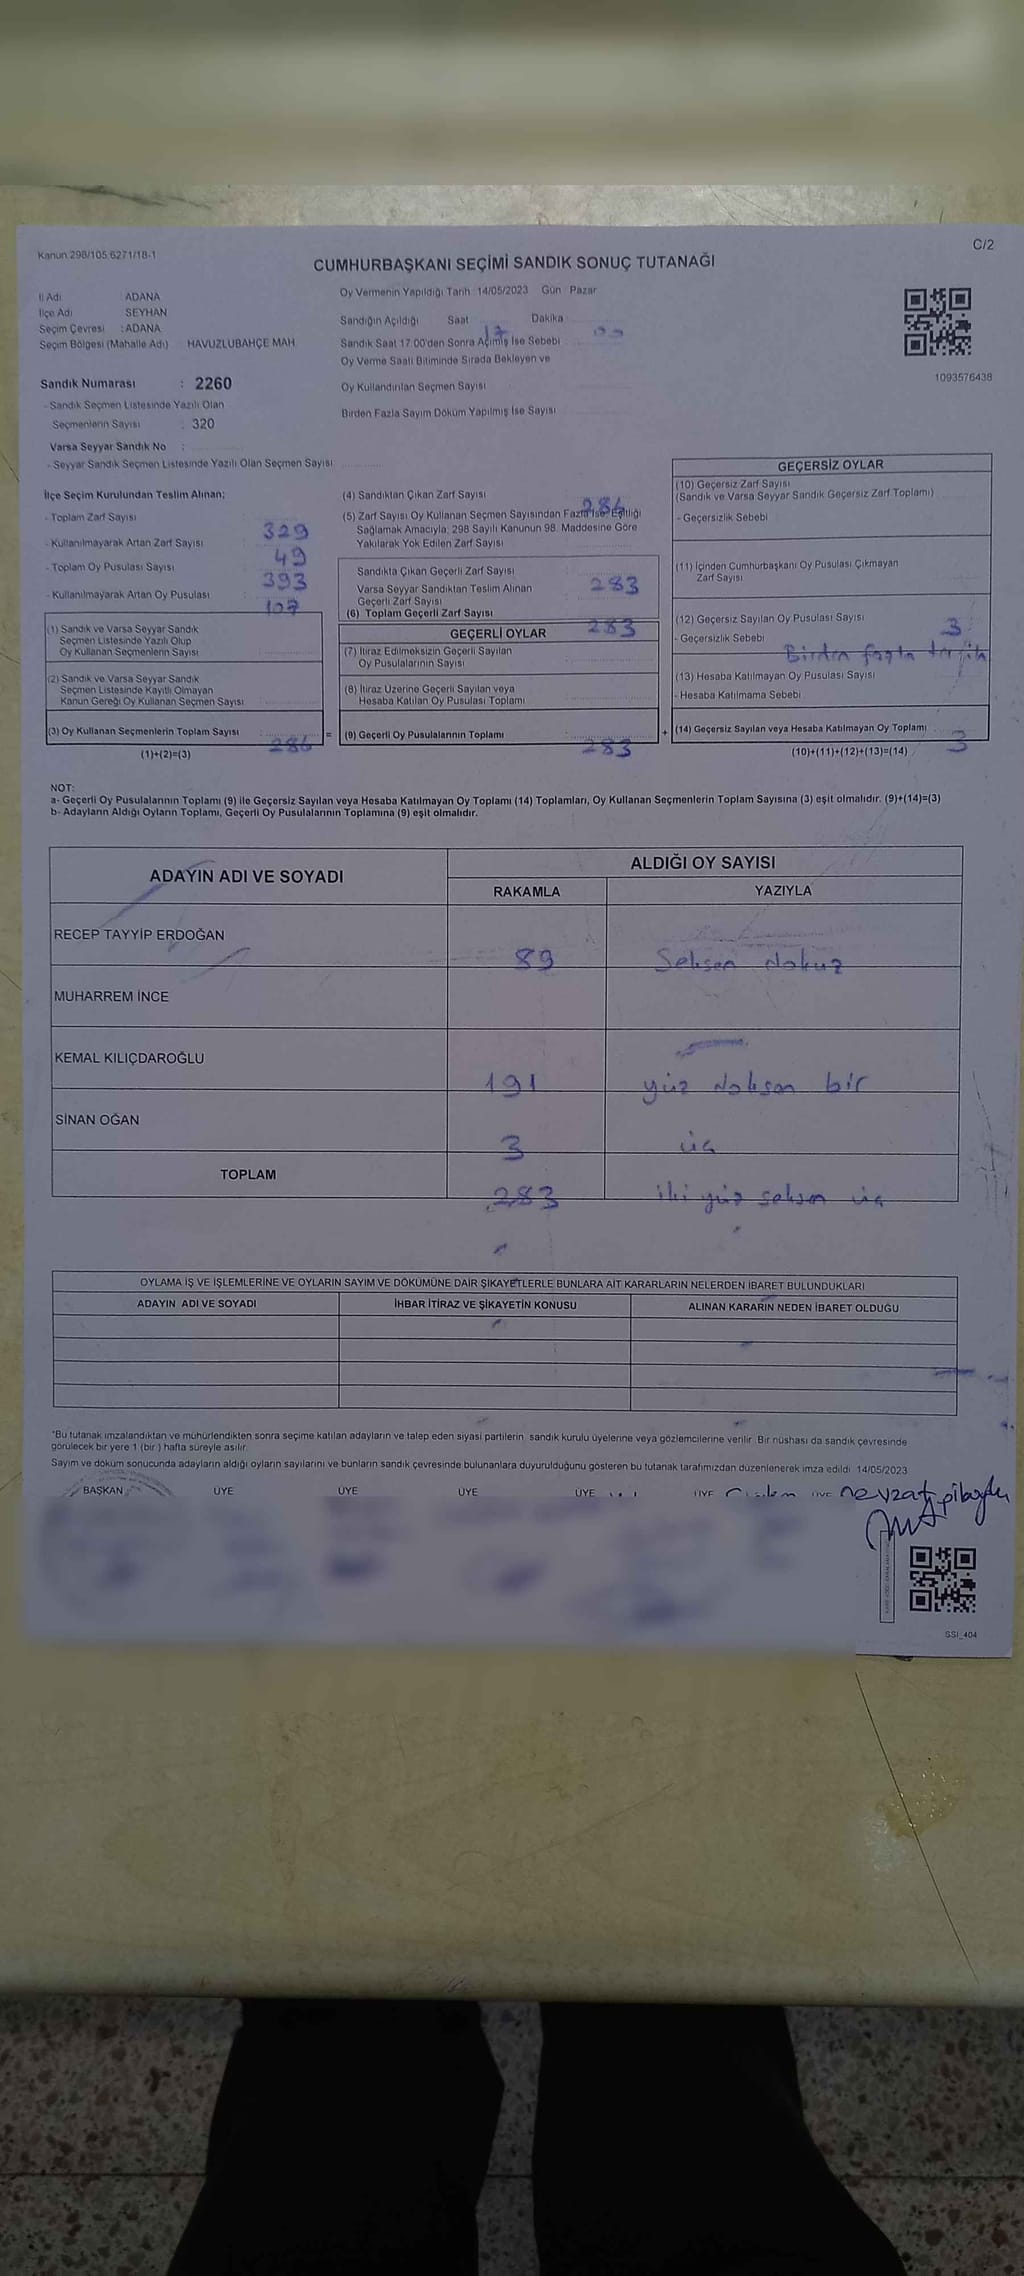 Kanun 298/105,6271/18-1
C/2
CUMHURBAŞKANI SEÇİMİ SANDIK SONUÇ TUTANAĞI
İl Adı ADANA
İlçe Adı SEYHAN
Seçim Çevresi : ADANA
Seçim Bölgesi (Mahalle Adı) HAVUZLUBAHÇE MAH
Oy Vermenin Yapıldığı Tarih : 14/05/2023 Gün Pazar
Sandığın Açıldığı Saat 17 Dakika
Sandık Saat 17.00'den Sonra Açılmış İse Sebebi
Oy Verme Saati Bitiminde Sırada Bekleyen ve
Oy Kullandırılan Seçmen Sayısı
Birden Fazla Sayım Döküm Yapılmış İse Sayısı
1093576438
Sandık Numarası : 2260
- Sandık Seçmen Listesinde Yazılı Olan
Seçmenlerin Sayısı : 320
Varsa Seyyar Sandık No :
- Seyyar Sandık Seçmen Listesinde Yazılı Olan Seçmen Sayısı
İlçe Seçim Kurulundan Teslim Alınan;
- Toplam Zarf Sayısı 329
- Kullanılmayarak Artan Zarf Sayısı 49
- Toplam Oy Pusulası Sayısı 393
- Kullanılmayarak Artan Oy Pusulası 107
(1) Sandık ve Varsa Seyyar Sandık
Seçmen Listesinde Yazılı Olup
Oy Kullanan Seçmenlerin Sayısı
(2) Sandık ve Varsa Seyyar Sandık
Seçmen Listesinde Kayıtlı Olmayan
Kanun Gereği Oy Kullanan Seçmen Sayısı
(3) Oy Kullanan Seçmenlerin Toplam Sayısı 286
(1)+(2)=(3)
(4) Sandıktan Çıkan Zarf Sayısı 286
(5) Zarf Sayısı Oy Kullanan Seçmen Sayısından Fazla İse, Eşitliği
Sağlamak Amacıyla, 298 Sayılı Kanunun 98. Maddesine Göre
Yakılarak Yok Edilen Zarf Sayısı
Sandıkta Çıkan Geçerli Zarf Sayısı 283
Varsa Seyyar Sandıktan Teslim Alınan
Geçerli Zarf Sayısı
(6) Toplam Geçerli Zarf Sayısı 283
GEÇERLİ OYLAR
(7) İtiraz Edilmeksizin Geçerli Sayılan
Oy Pusulalarının Sayısı
(8) İtiraz Üzerine Geçerli Sayılan veya
Hesaba Katılan Oy Pusulası Toplamı
= (9) Geçerli Oy Pusulalarının Toplamı 283
GEÇERSİZ OYLAR
(10) Geçersiz Zarf Sayısı
(Sandık ve Varsa Seyyar Sandık Geçersiz Zarf Toplamı)
- Geçersizlik Sebebi
(11) İçinden Cumhurbaşkanı Oy Pusulası Çıkmayan
Zarf Sayısı
(12) Geçersiz Sayılan Oy Pusulası Sayısı 3
- Geçersizlik Sebebi Birden fazla tercih
(13) Hesaba Katılmayan Oy Pusulası Sayısı
- Hesaba Katılmama Sebebi
+ (14) Geçersiz Sayılan veya Hesaba Katılmayan Oy Toplamı 3
(10)+(11)+(12)+(13)=(14)
NOT:
a- Geçerli Oy Pusulalarının Toplamı (9) ile Geçersiz Sayılan veya Hesaba Katılmayan Oy Toplamı (14) Toplamları, Oy Kullanan Seçmenlerin Toplam Sayısına (3) eşit olmalıdır. (9)+(14)=(3)
b- Adayların Aldığı Oyların Toplamı, Geçerli Oy Pusulalarının Toplamına (9) eşit olmalıdır.
ADAYIN ADI VE SOYADI ALDIĞI OY SAYISI
RAKAMLA YAZIYLA
RECEP TAYYİP ERDOĞAN 89 Seksen dokuz
MUHARREM İNCE
KEMAL KILIÇDAROĞLU 191 yüz doksan bir
SİNAN OĞAN 3 üç
TOPLAM 283 iki yüz seksen üç
OYLAMA İŞ VE İŞLEMLERİNE VE OYLARIN SAYIM VE DÖKÜMÜNE DAİR ŞİKAYETLERLE BUNLARA AİT KARARLARIN NELERDEN İBARET BULUNDUKLARI
ADAYIN ADI VE SOYADI İHBAR İTİRAZ VE ŞİKAYETİN KONUSU ALINAN KARARIN NEDEN İBARET OLDUĞU
*Bu tutanak imzalandıktan ve mühürlendikten sonra seçime katılan adayların ve talep eden siyasi partilerin sandık kurulu üyelerine veya gözlemcilerine verilir. Bir nüshası da sandık çevresinde
görülecek bir yere 1 (bir) hafta süreyle asılır.
Sayım ve döküm sonucunda adayların aldığı oyların sayılarını ve bunların sandık çevresinde bulunanlara duyurulduğunu gösteren bu tutanak tarafımızdan düzenlenerek imza edildi. 14/05/2023
BAŞKAN ÜYE ÜYE ÜYE ÜYE ÜYE ÜYE nevzat
SSI_404